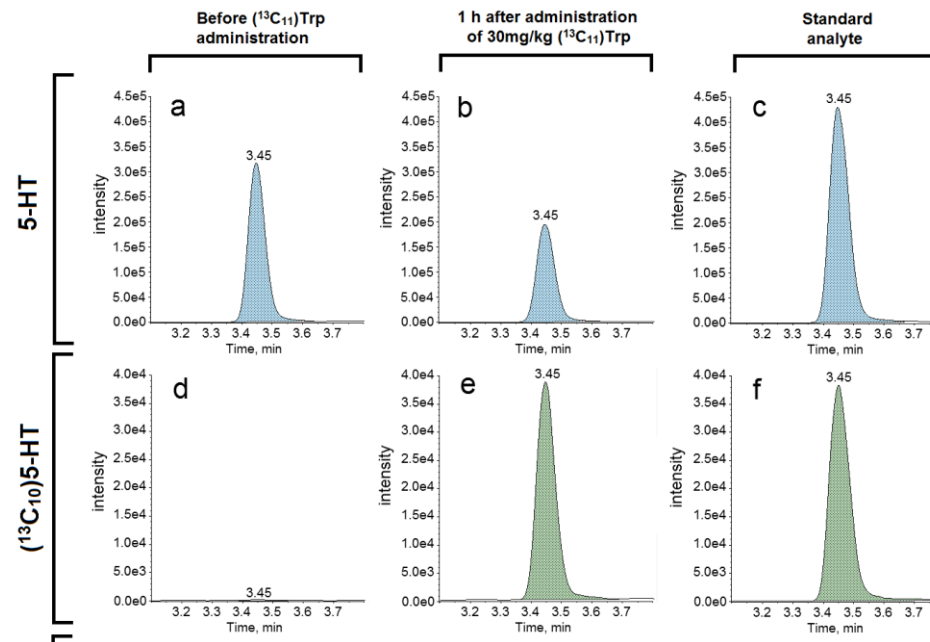 Before (¹³C₁₁)Trp
administration
1 h after administration
of 30mg/kg (¹³C₁₁)Trp
Standard
analyte
5-HT
a
3.45
intensity
4.5e5
4.0e5
3.5e5
3.0e5
2.5e5
2.0e5
1.5e5
1.0e5
5.0e4
0.0e0
3.2 3.3 3.4 3.5 3.6 3.7
Time, min
b
3.45
intensity
4.5e5
4.0e5
3.5e5
3.0e5
2.5e5
2.0e5
1.5e5
1.0e5
5.0e4
0.0e0
3.2 3.3 3.4 3.5 3.6 3.7
Time, min
c
3.45
intensity
4.5e5
4.0e5
3.5e5
3.0e5
2.5e5
2.0e5
1.5e5
1.0e5
5.0e4
0.0e0
3.2 3.3 3.4 3.5 3.6 3.7
Time, min
(¹³C₁₀)5-HT
d
3.45
intensity
4.0e4
3.5e4
3.0e4
2.5e4
2.0e4
1.5e4
1.0e4
5.0e3
0.0e0
3.2 3.3 3.4 3.5 3.6 3.7
Time, min
e
3.45
intensity
4.0e4
3.5e4
3.0e4
2.5e4
2.0e4
1.5e4
1.0e4
5.0e3
0.0e0
3.2 3.3 3.4 3.5 3.6 3.7
Time, min
f
3.45
intensity
4.0e4
3.5e4
3.0e4
2.5e4
2.0e4
1.5e4
1.0e4
5.0e3
0.0e0
3.2 3.3 3.4 3.5 3.6 3.7
Time, min